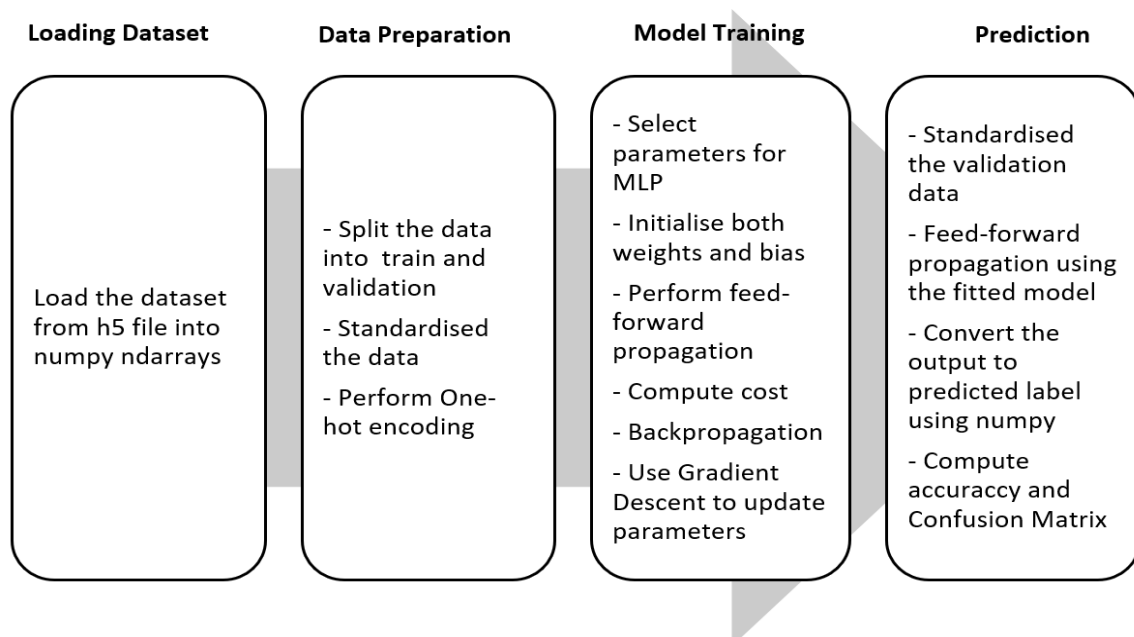 Loading Dataset
Data Preparation
Model Training
Prediction
Load the dataset
from h5 file into
numpy ndarrays
- Split the data
into train and
validation
- Standardised
the data
- Perform One-
hot encoding
- Select
parameters for
MLP
- Initialise both
weights and bias
- Perform feed-
forward
propagation
- Compute cost
- Backpropagation
- Use Gradient
Descent to update
parameters
- Standardised
the validation
data
- Feed-forward
propagation using
the fitted model
- Convert the
output to
predicted label
using numpy
- Compute
accuraccy and
Confusion Matrix